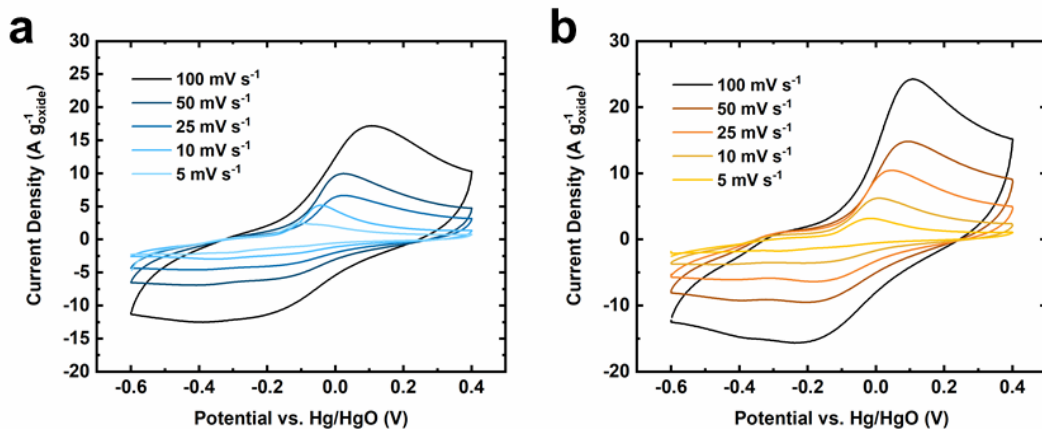 a
30
25
20
15
10
5
0
-5
-10
-15
-20
-0.6 -0.4 -0.2 0.0 0.2 0.4
Current Density (A g⁻¹oxide)
Potential vs. Hg/HgO (V)
100 mV s⁻¹
50 mV s⁻¹
25 mV s⁻¹
10 mV s⁻¹
5 mV s⁻¹
b
30
20
10
0
-10
-20
-0.6 -0.4 -0.2 0.0 0.2 0.4
Current Density (A g⁻¹oxide)
Potential vs. Hg/HgO (V)
100 mV s⁻¹
50 mV s⁻¹
25 mV s⁻¹
10 mV s⁻¹
5 mV s⁻¹